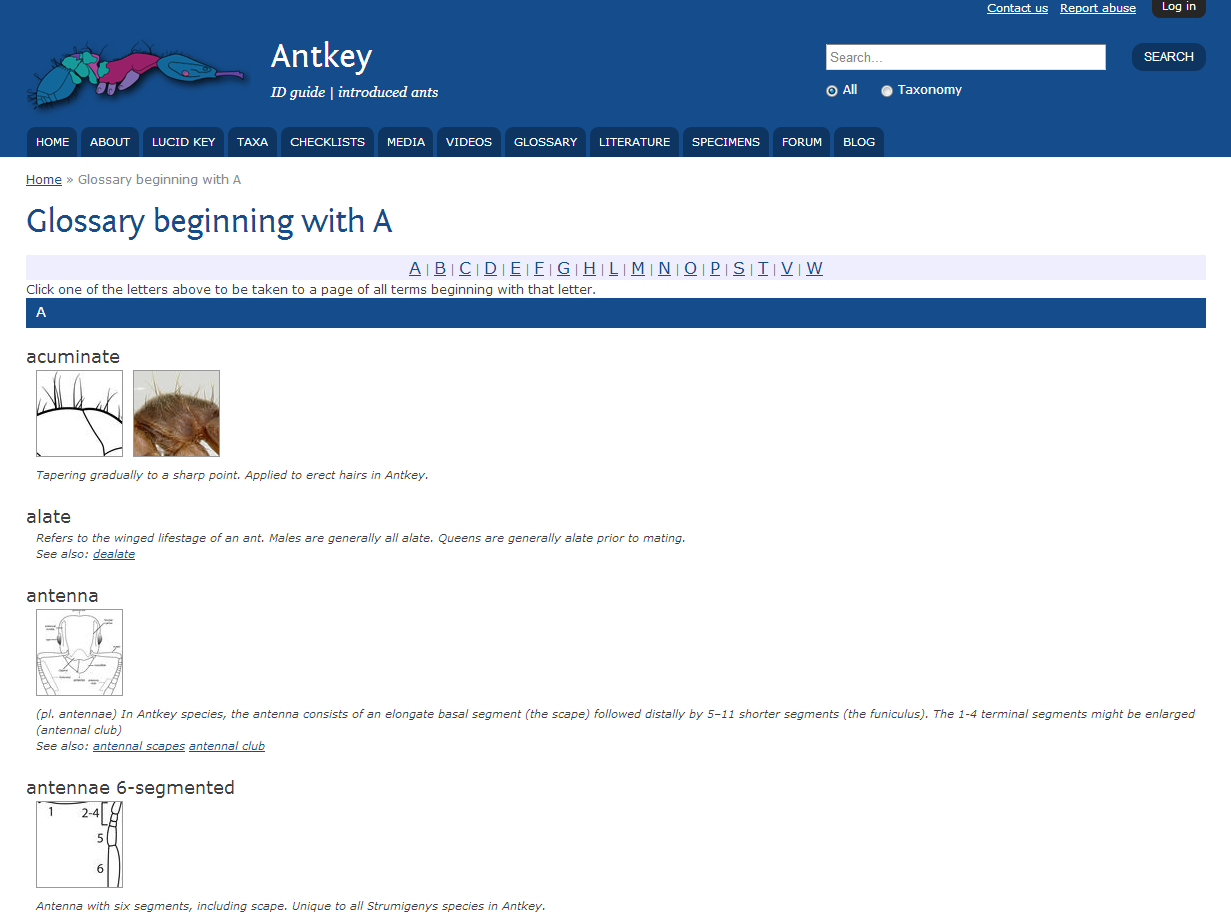 Contact us Report abuse Log in
Antkey
ID guide | introduced ants
Search...
SEARCH
All Taxonomy
HOME ABOUT LUCID KEY TAXA CHECKLISTS MEDIA VIDEOS GLOSSARY LITERATURE SPECIMENS FORUM BLOG
Home » Glossary beginning with A
Glossary beginning with A
A | B | C | D | E | F | G | H | L | M | N | O | P | S | T | V | W
Click one of the letters above to be taken to a page of all terms beginning with that letter.
A
acuminate
Tapering gradually to a sharp point. Applied to erect hairs in Antkey.
alate
Refers to the winged lifestage of an ant. Males are generally all alate. Queens are generally alate prior to mating.
See also: dealate
antenna
(pl. antennae) In Antkey species, the antenna consists of an elongate basal segment (the scape) followed distally by 5–11 shorter segments (the funiculus). The 1-4 terminal segments might be enlarged
(antennal club)
See also: antennal scapes antennal club
antennae 6-segmented
1 2-4
5
6
Antenna with six segments, including scape. Unique to all Strumigenys species in Antkey.